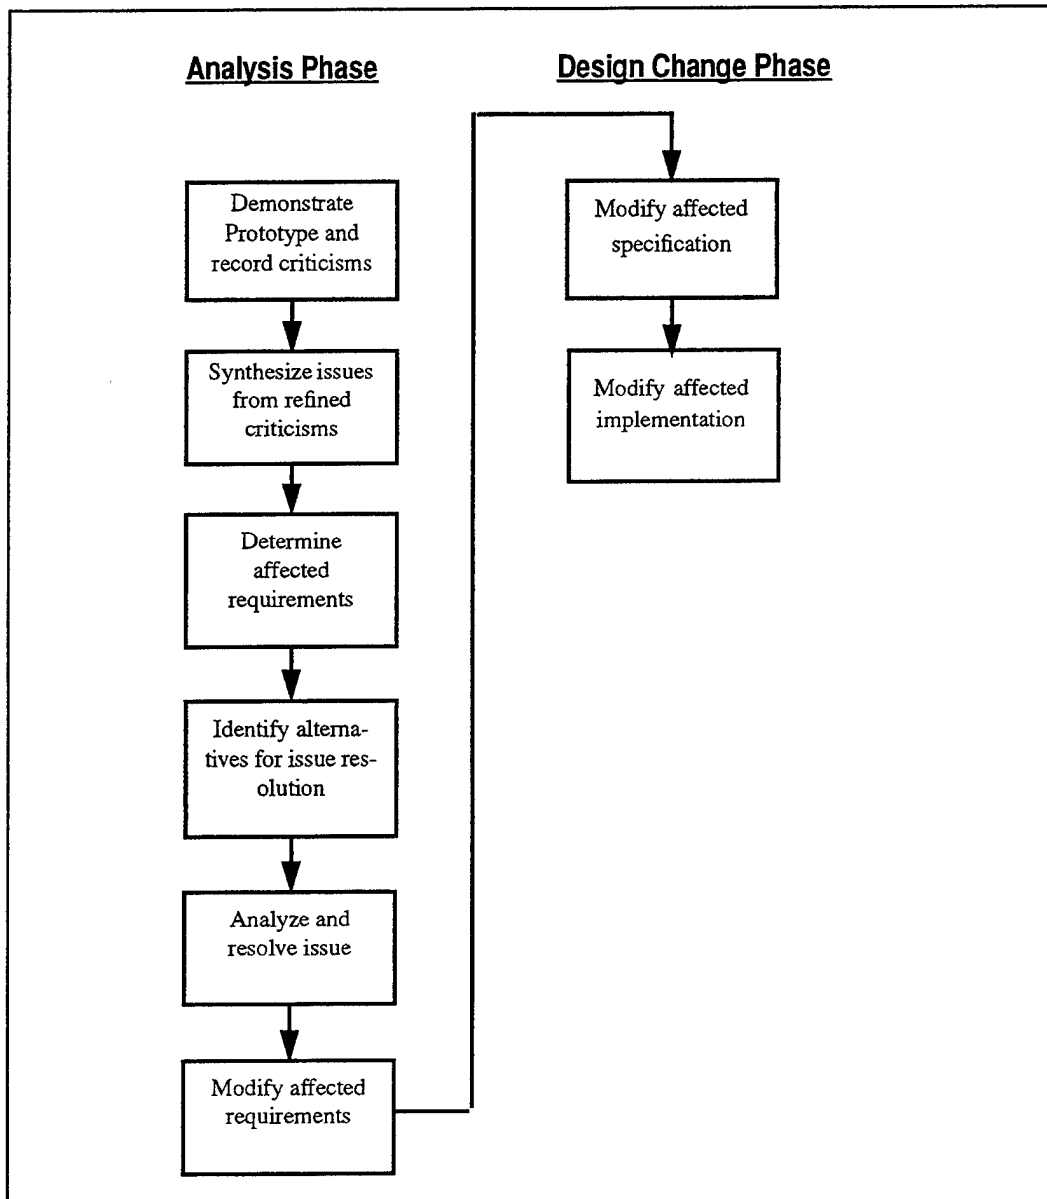 Analysis Phase
Demonstrate
Prototype and
record criticisms
Synthesize issues
from refined
criticisms
Determine
affected
requirements
Identify alterna-
tives for issue res-
olution
Analyze and
resolve issue
Modify affected
requirements
Design Change Phase
Modify affected
specification
Modify affected
implementation